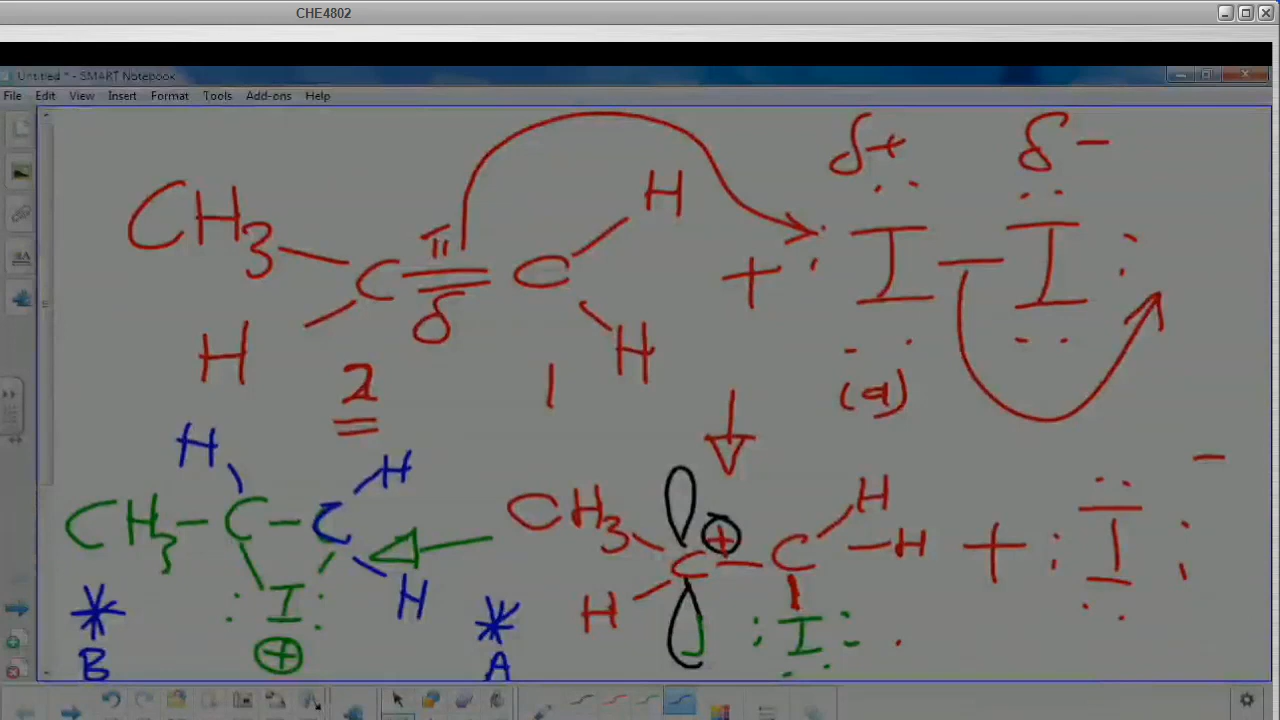 CHE4802
Untitled * - SMART Notebook
File Edit View Insert Format Tools Add-ons Help
δ+ δ-
CH3 H
π
C = C + : I - I :
δ
H H
2 1 (a)
H H
CH3 - C - C CH3 C ⊕ - C H + : I : -
H H
H
: I : : I :
⊕
* *
B A